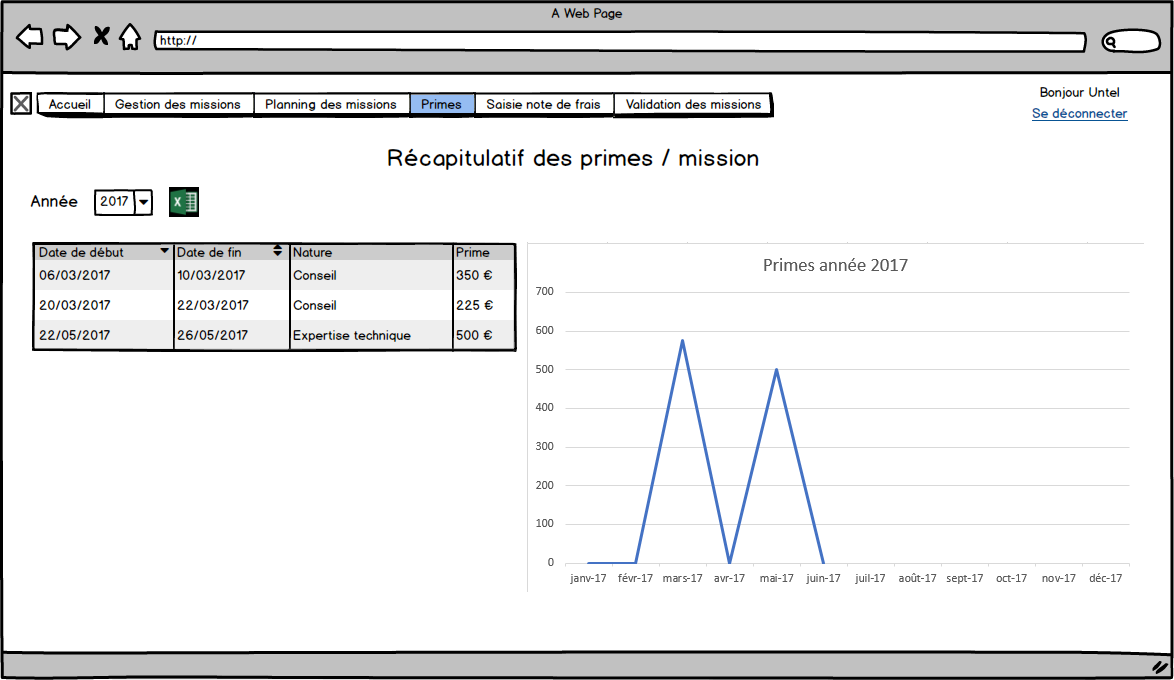 A Web Page
http://
Accueil Gestion des missions Planning des missions Primes Saisie note de frais Validation des missions
Bonjour Untel
Se déconnecter
Récapitulatif des primes / mission
Année 2017
Date de début Date de fin Nature Prime
06/03/2017 10/03/2017 Conseil 350 €
20/03/2017 22/03/2017 Conseil 225 €
22/05/2017 26/05/2017 Expertise technique 500 €
Primes année 2017
700
600
500
400
300
200
100
0
janv-17 févr-17 mars-17 avr-17 mai-17 juin-17 juil-17 août-17 sept-17 oct-17 nov-17 déc-17